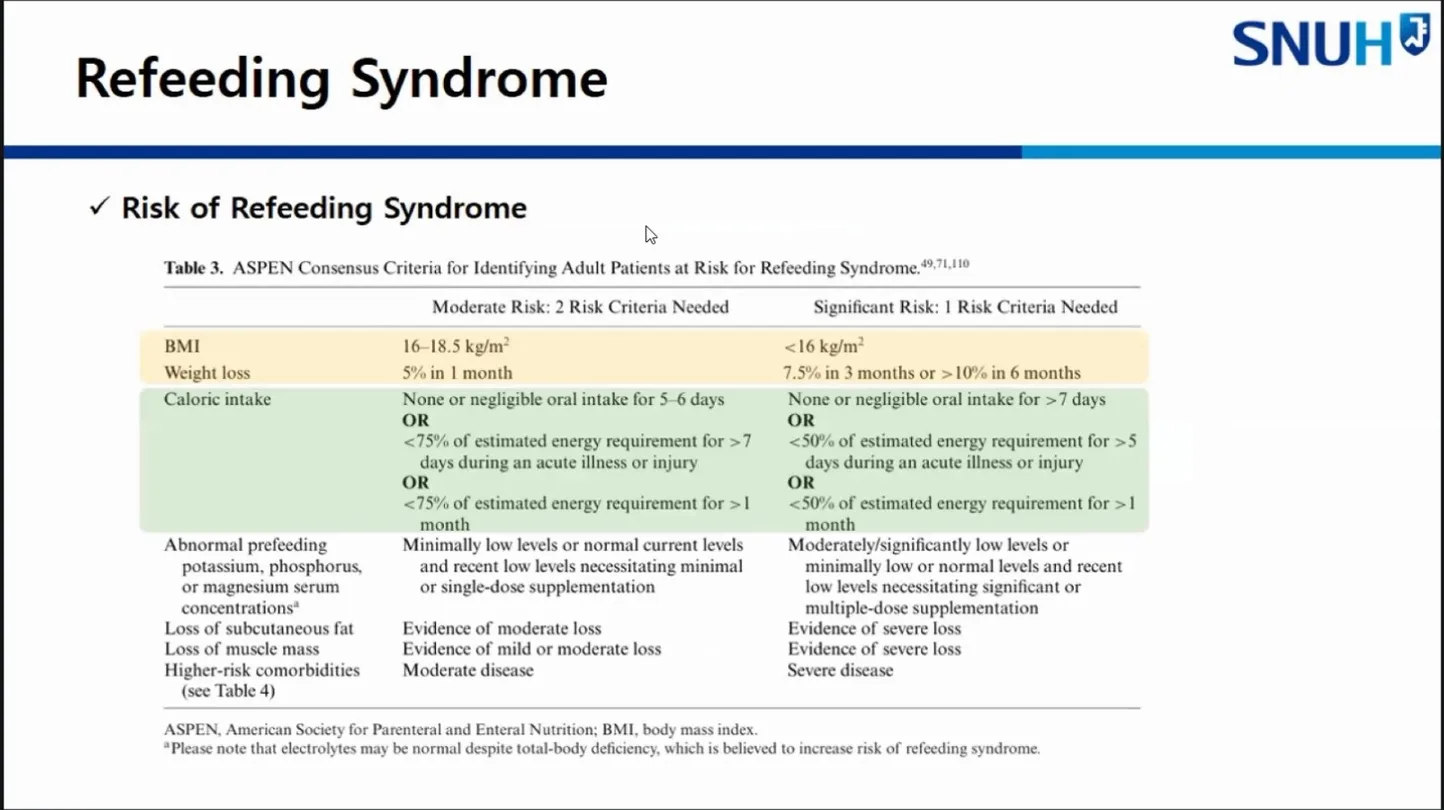 SNUH
Refeeding Syndrome
✓ Risk of Refeeding Syndrome
Table 3. ASPEN Consensus Criteria for Identifying Adult Patients at Risk for Refeeding Syndrome.49,71,110
Moderate Risk: 2 Risk Criteria Needed Significant Risk: 1 Risk Criteria Needed
BMI 16–18.5 kg/m² <16 kg/m²
Weight loss 5% in 1 month 7.5% in 3 months or >10% in 6 months
Caloric intake None or negligible oral intake for 5–6 days None or negligible oral intake for >7 days
OR OR
<75% of estimated energy requirement for >7 <50% of estimated energy requirement for >5
days during an acute illness or injury days during an acute illness or injury
OR OR
<75% of estimated energy requirement for >1 <50% of estimated energy requirement for >1
month month
Abnormal prefeeding Minimally low levels or normal current levels Moderately/significantly low levels or
potassium, phosphorus, and recent low levels necessitating minimal minimally low or normal levels and recent
or magnesium serum or single-dose supplementation low levels necessitating significant or
concentrationsᵃ multiple-dose supplementation
Loss of subcutaneous fat Evidence of moderate loss Evidence of severe loss
Loss of muscle mass Evidence of mild or moderate loss Evidence of severe loss
Higher-risk comorbidities Moderate disease Severe disease
(see Table 4)
ASPEN, American Society for Parenteral and Enteral Nutrition; BMI, body mass index.
ᵃPlease note that electrolytes may be normal despite total-body deficiency, which is believed to increase risk of refeeding syndrome.